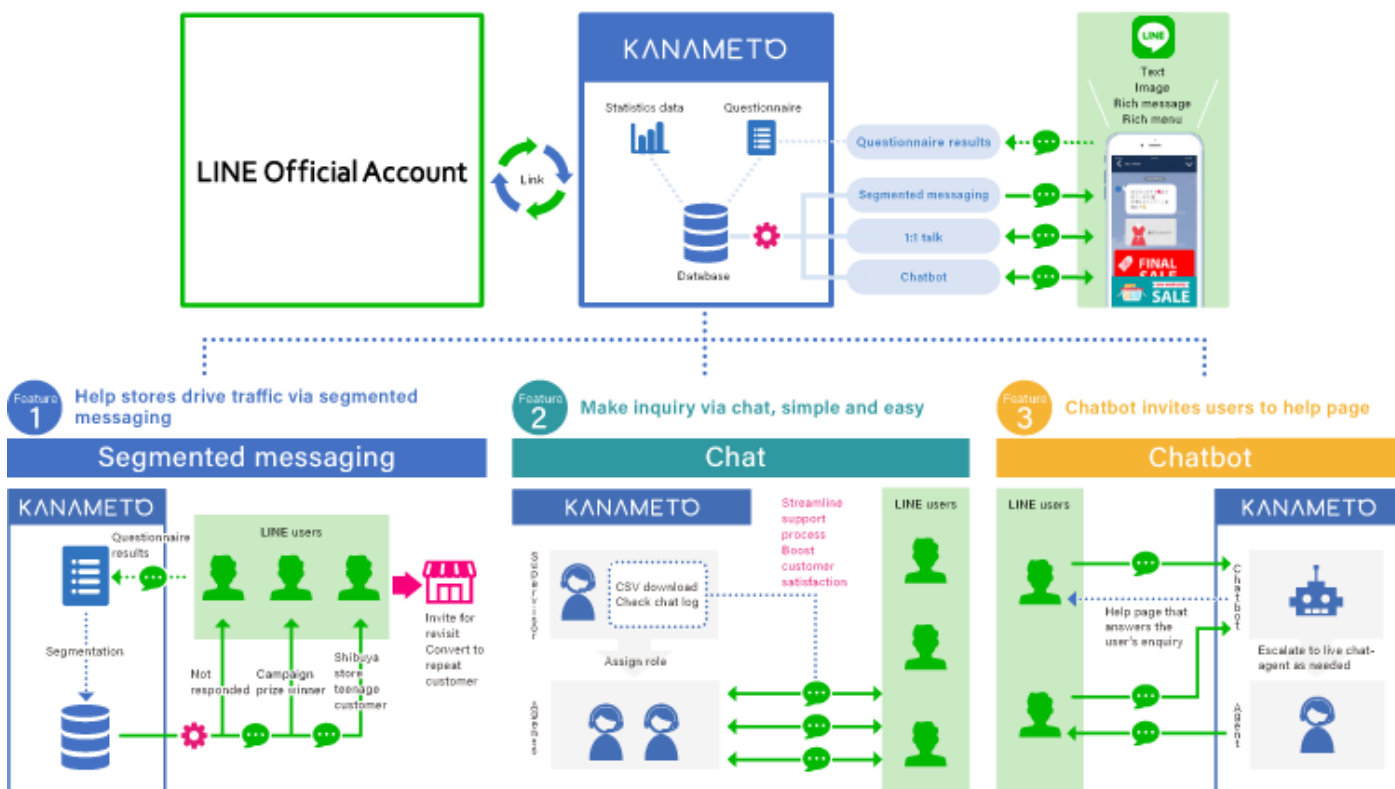 LINE Official Account
Link
KANAMETO
Statistics data
Questionnaire
Database
Questionnaire results
Segmented messaging
1:1 talk
Chatbot
LINE
Text
Image
Rich message
Rich menu
FINAL
SALE
SALE
Feature
1
Help stores drive traffic via segmented
messaging
Segmented messaging
KANAMETO
Questionnaire
results
Segmentation
LINE users
Not
responded
Campaign
prize winner
Shibuya
store
teenage
customer
Invite for
revisit
Convert to
repeat
customer
Feature
2
Make inquiry via chat, simple and easy
Chat
KANAMETO
Supervisor
CSV download
Check chat log
Assign role
Agents
Streamline
support
process
Boost
customer
satisfaction
LINE users
Feature
3
Chatbot invites users to help page
Chatbot
LINE users
KANAMETO
Chatbot
Help page that
answers the
user's enquiry
Escalate to live chat-
agent as needed
Agent